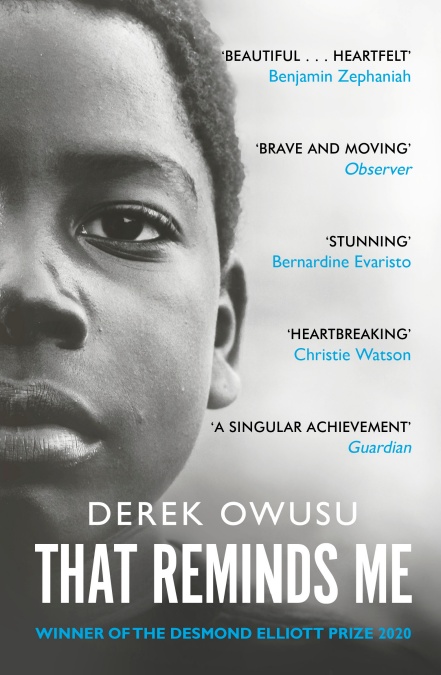 ‘BEAUTIFUL . . . HEARTFELT’
Benjamin Zephaniah
‘BRAVE AND MOVING’
Observer
‘STUNNING’
Bernardine Evaristo
‘HEARTBREAKING’
Christie Watson
‘A SINGULAR ACHIEVEMENT’
Guardian
DEREK OWUSU
THAT REMINDS ME
WINNER OF THE DESMOND ELLIOTT PRIZE 2020